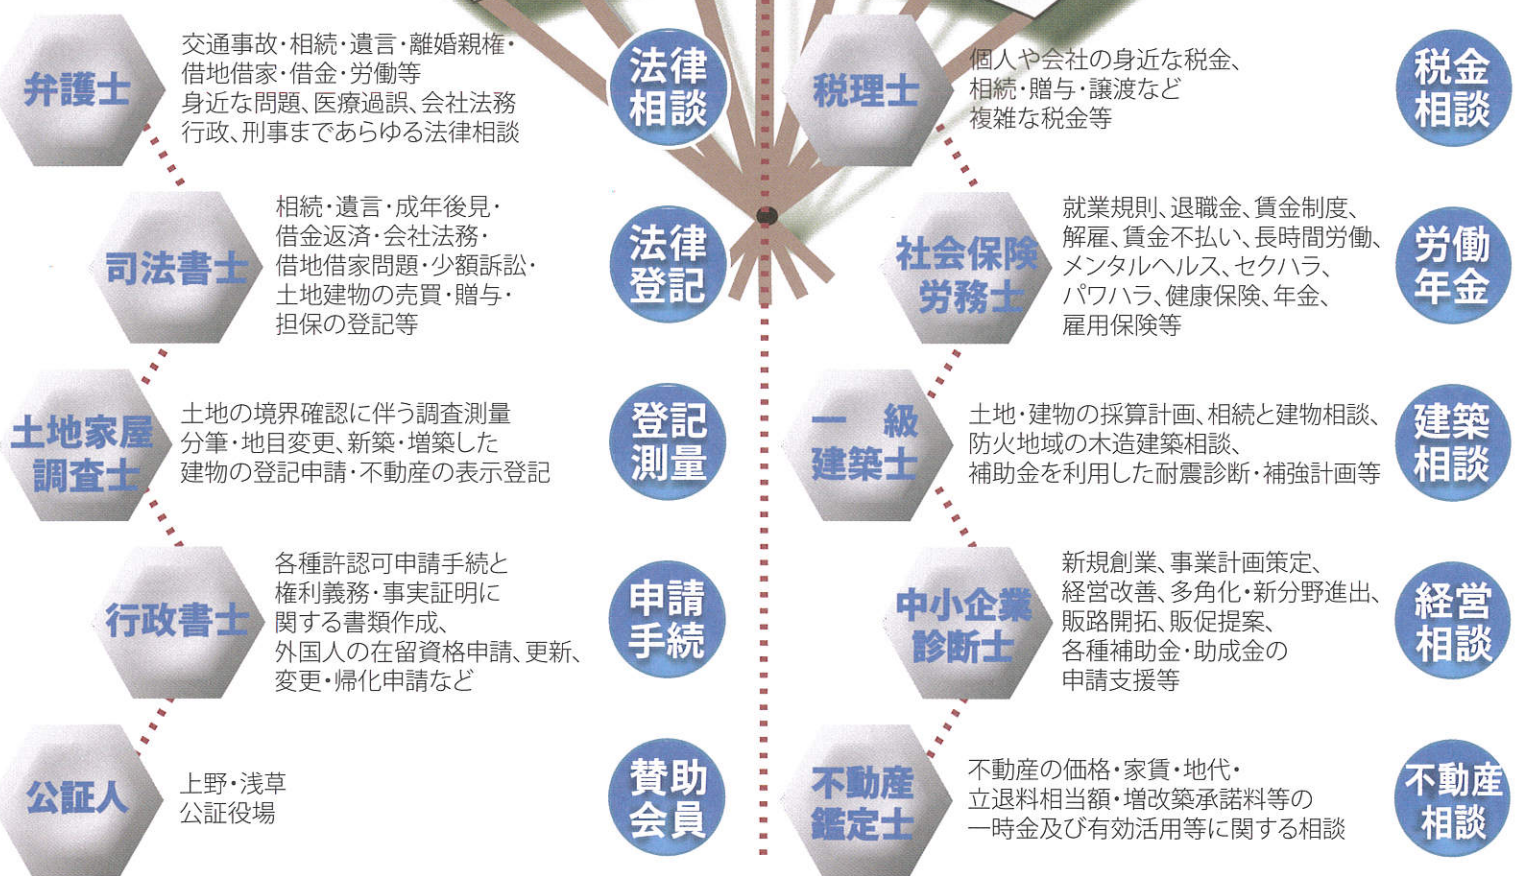 弁護士
交通事故・相続・遺言・離婚親権・
借地借家・借金・労働等
身近な問題、医療過誤、会社法務
行政、刑事まであらゆる法律相談
法律
相談
司法書士
相続・遺言・成年後見・
借金返済・会社法務・
借地借家問題・少額訴訟・
土地建物の売買・贈与・
担保の登記等
法律
登記
土地家屋
調査士
土地の境界確認に伴う調査測量
分筆・地目変更、新築・増築した
建物の登記申請・不動産の表示登記
登記
測量
行政書士
各種許認可申請手続と
権利義務・事実証明に
関する書類作成、
外国人の在留資格申請、更新、
変更・帰化申請など
申請
手続
公証人
上野・浅草
公証役場
賛助
会員
税理士
個人や会社の身近な税金、
相続・贈与・譲渡など
複雑な税金等
税金
相談
社会保険
労務士
就業規則、退職金、賃金制度、
解雇、賃金不払い、長時間労働、
メンタルヘルス、セクハラ、
パワハラ、健康保険、年金、
雇用保険等
労働
年金
一　級
建築士
土地・建物の採算計画、相続と建物相談、
防火地域の木造建築相談、
補助金を利用した耐震診断・補強計画等
建築
相談
中小企業
診断士
新規創業、事業計画策定、
経営改善、多角化・新分野進出、
販路開拓、販促提案、
各種補助金・助成金の
申請支援等
経営
相談
不動産
鑑定士
不動産の価格・家賃・地代・
立退料相当額・増改築承諾料等の
一時金及び有効活用等に関する相談
不動産
相談